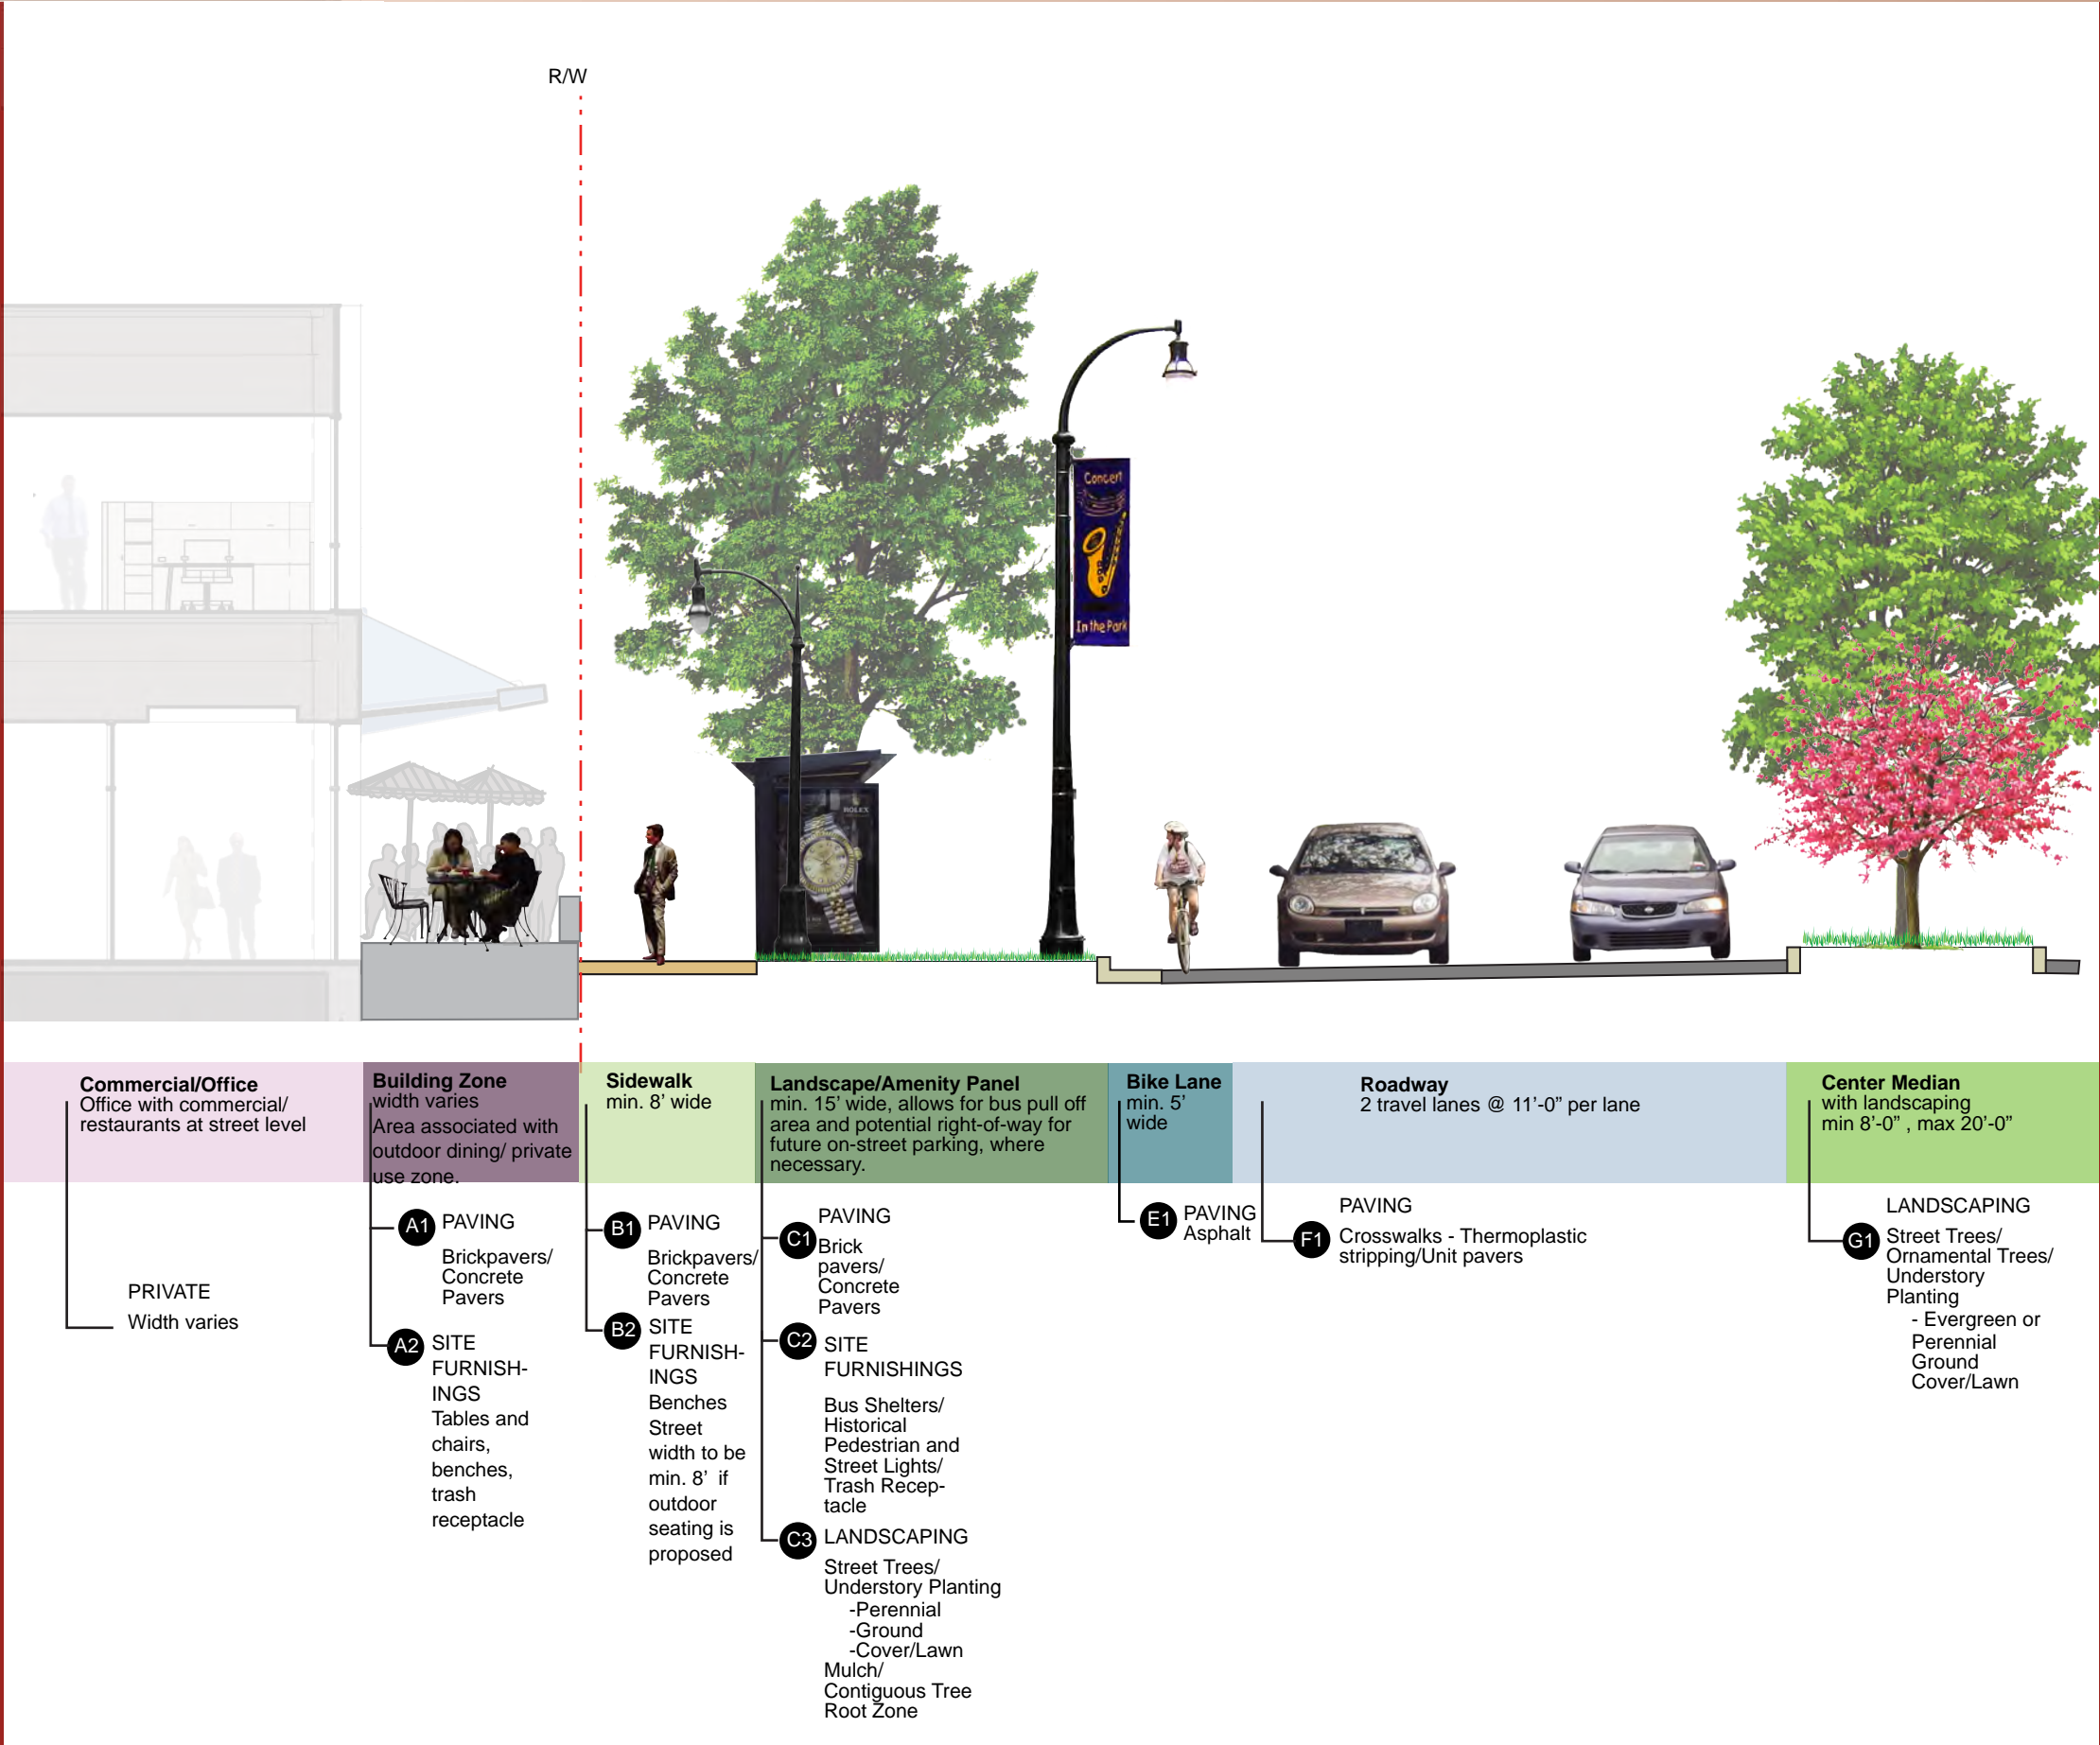 R/W
Concert
In the Park
ROLEX
Commercial/Office
Office with commercial/
restaurants at street level
PRIVATE
Width varies
Building Zone
width varies
Area associated with
outdoor dining/ private
use zone.
A1 PAVING
Brickpavers/
Concrete
Pavers
A2 SITE
FURNISH-
INGS
Tables and
chairs,
benches,
trash
receptacle
Sidewalk
min. 8’ wide
B1 PAVING
Brickpavers/
Concrete
Pavers
B2 SITE
FURNISH-
INGS
Benches
Street
width to be
min. 8’ if
outdoor
seating is
proposed
Landscape/Amenity Panel
min. 15’ wide, allows for bus pull off
area and potential right-of-way for
future on-street parking, where
necessary.
PAVING
C1 Brick
pavers/
Concrete
Pavers
C2 SITE
FURNISHINGS
Bus Shelters/
Historical
Pedestrian and
Street Lights/
Trash Recep-
tacle
C3 LANDSCAPING
Street Trees/
Understory Planting
-Perennial
-Ground
-Cover/Lawn
Mulch/
Contiguous Tree
Root Zone
Bike Lane
min. 5’
wide
E1 PAVING
Asphalt
Roadway
2 travel lanes @ 11’-0” per lane
PAVING
F1 Crosswalks - Thermoplastic
stripping/Unit pavers
Center Median
with landscaping
min 8’-0” , max 20’-0”
LANDSCAPING
G1 Street Trees/
Ornamental Trees/
Understory
Planting
- Evergreen or
Perennial
Ground
Cover/Lawn